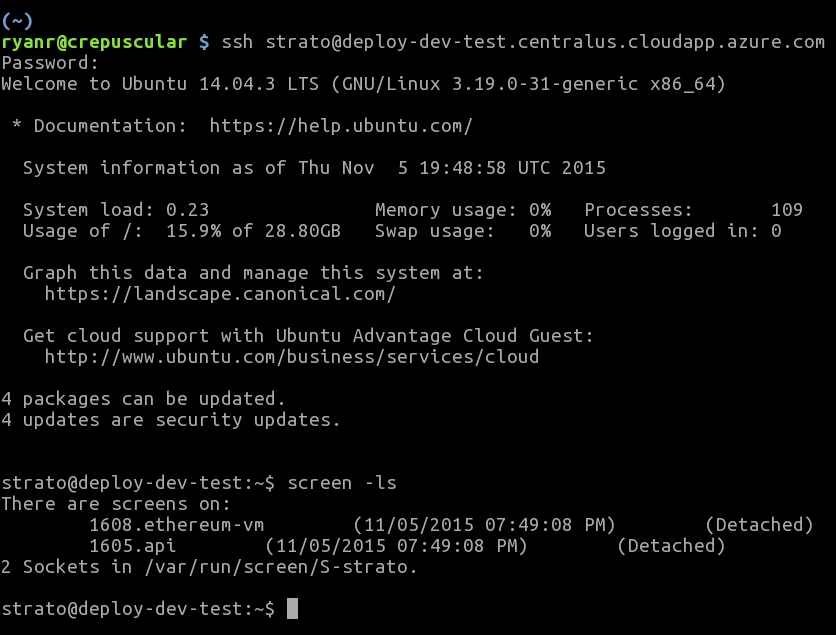 (~)
ryanr@crepuscular $ ssh strato@deploy-dev-test.centralus.cloudapp.azure.com
Password:
Welcome to Ubuntu 14.04.3 LTS (GNU/Linux 3.19.0-31-generic x86_64)

 * Documentation:  https://help.ubuntu.com/

  System information as of Thu Nov  5 19:48:58 UTC 2015

  System load: 0.23               Memory usage: 0%   Processes:       109
  Usage of /:  15.9% of 28.80GB   Swap usage:   0%   Users logged in: 0

  Graph this data and manage this system at:
    https://landscape.canonical.com/

  Get cloud support with Ubuntu Advantage Cloud Guest:
    http://www.ubuntu.com/business/services/cloud

4 packages can be updated.
4 updates are security updates.


strato@deploy-dev-test:~$ screen -ls
There are screens on:
        1608.ethereum-vm        (11/05/2015 07:49:08 PM)        (Detached)
        1605.api        (11/05/2015 07:49:08 PM)        (Detached)
2 Sockets in /var/run/screen/S-strato.

strato@deploy-dev-test:~$